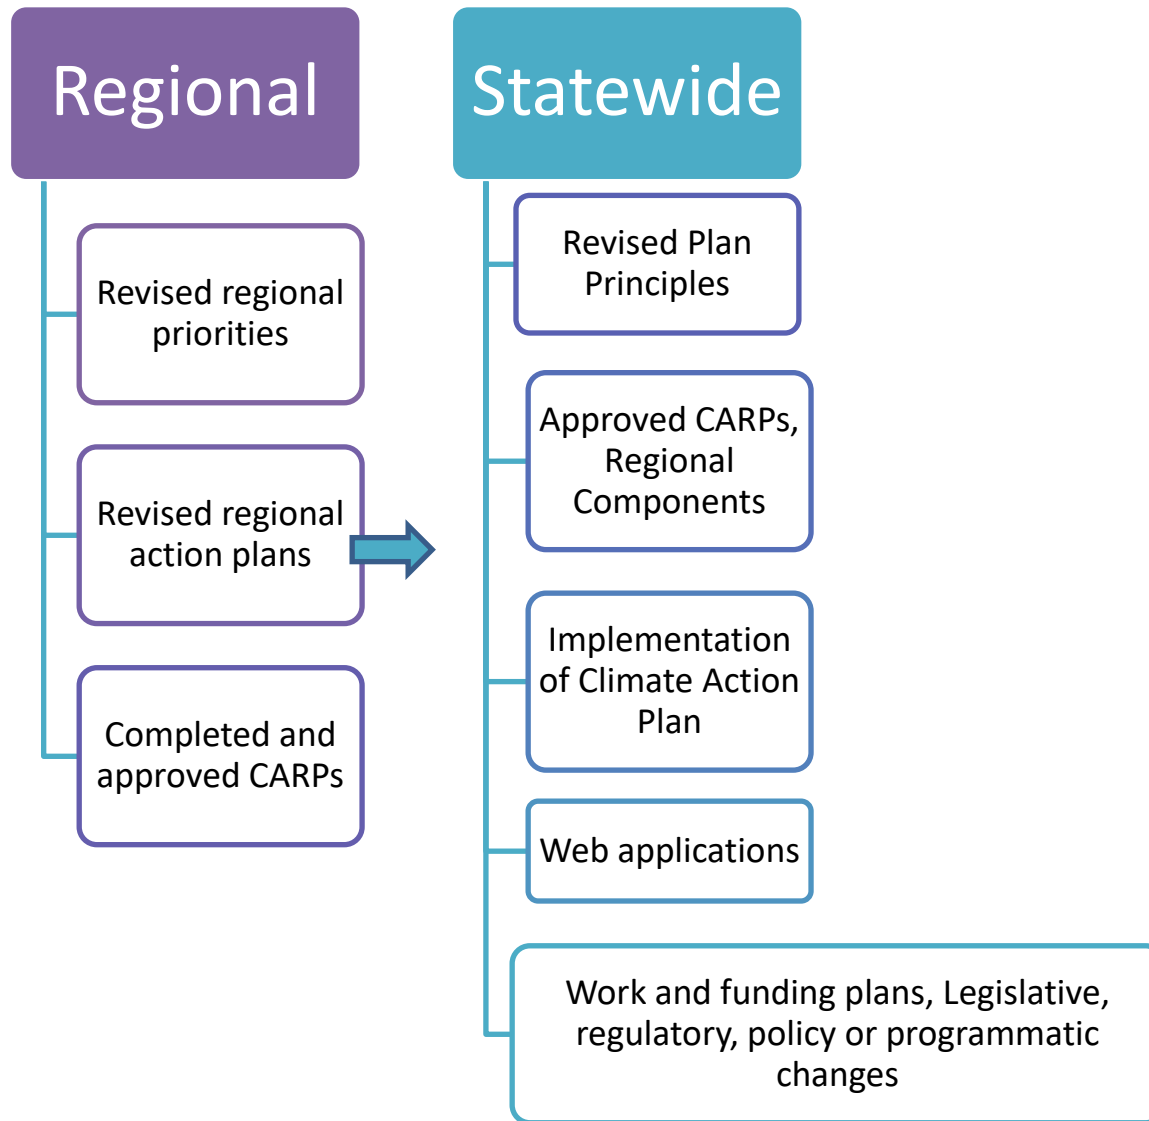 Regional
Revised regional
priorities
Revised regional
action plans
Completed and
approved CARPs
Statewide
Revised Plan
Principles
Approved CARPs,
Regional
Components
Implementation
of Climate Action
Plan
Web applications
Work and funding plans, Legislative,
regulatory, policy or programmatic
changes